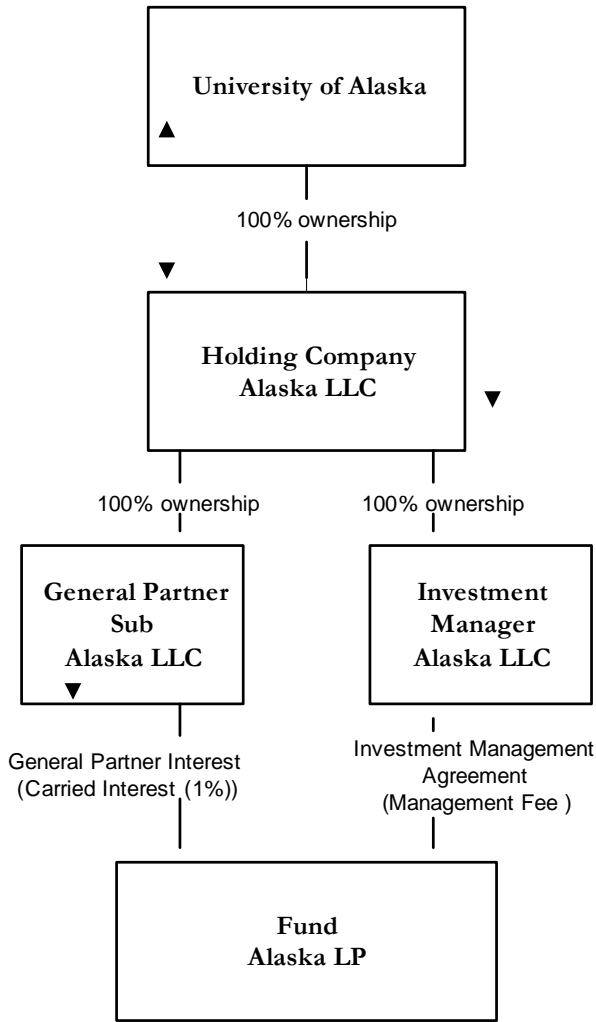 University of Alaska
100% ownership
Holding Company
Alaska LLC
100% ownership
100% ownership
General Partner
Sub
Alaska LLC
Investment
Manager
Alaska LLC
General Partner Interest
(Carried Interest (1%))
Investment Management
Agreement
(Management Fee )
Fund
Alaska LP